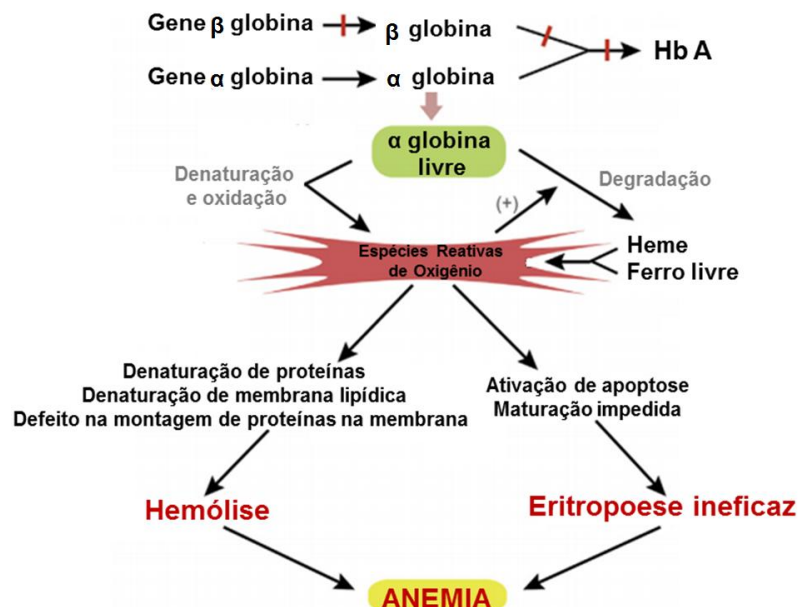 Gene β globina
β globina
Hb A
Gene α globina
α globina
α globina
livre
Denaturação
e oxidação
(+)
Degradação
Espécies Reativas
de Oxigênio
Heme
Ferro livre
Denaturação de proteínas
Denaturação de membrana lipídica
Defeito na montagem de proteínas na membrana
Ativação de apoptose
Maturação impedida
Hemólise
Eritropoese ineficaz
ANEMIA